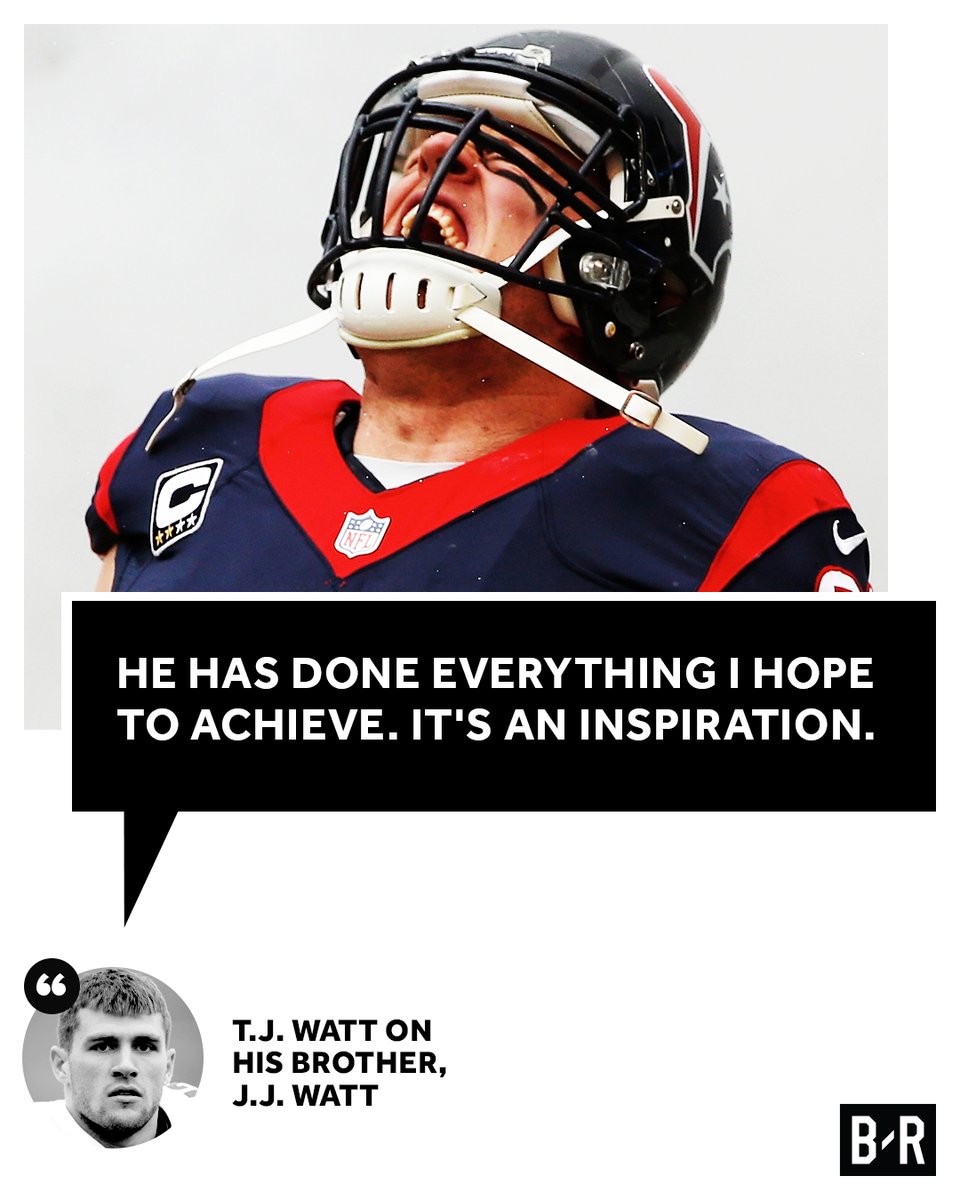 C
NFL
HE HAS DONE EVERYTHING I HOPE
TO ACHIEVE. IT'S AN INSPIRATION.
“
T.J. WATT ON
HIS BROTHER,
J.J. WATT
B-R